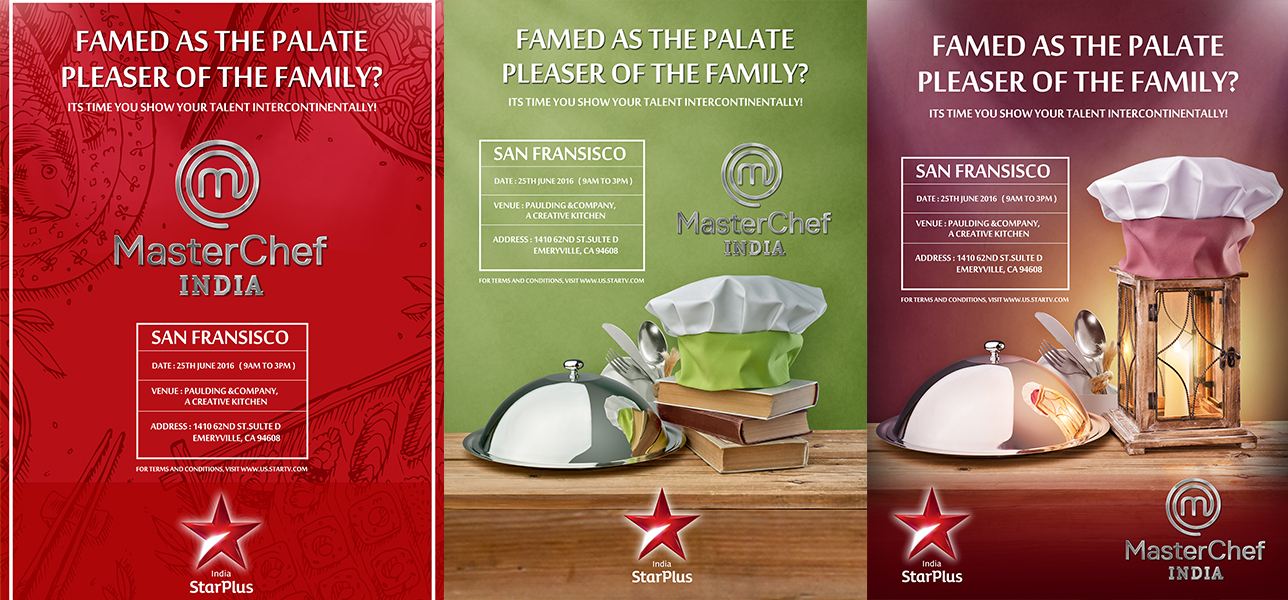 FAMED AS THE PALATE
PLEASER OF THE FAMILY?
ITS TIME YOU SHOW YOUR TALENT INTERCONTINENTALLY!
m
MasterChef
INDIA
SAN FRANSISCO
DATE : 25TH JUNE 2016 ( 9AM TO 3PM )
VENUE : PAULDING &COMPANY,
A CREATIVE KITCHEN
ADDRESS : 1410 62ND ST.SULTE D
EMERYVILLE, CA 94608
FOR TERMS AND CONDITIONS, VISIT WWW.US.STARTV.COM
India
StarPlus
FAMED AS THE PALATE
PLEASER OF THE FAMILY?
ITS TIME YOU SHOW YOUR TALENT INTERCONTINENTALLY!
SAN FRANSISCO
DATE : 25TH JUNE 2016 ( 9AM TO 3PM )
VENUE : PAULDING &COMPANY,
A CREATIVE KITCHEN
ADDRESS : 1410 62ND ST.SULTE D
EMERYVILLE, CA 94608
FOR TERMS AND CONDITIONS, VISIT WWW.US.STARTV.COM
m
MasterChef
INDIA
India
StarPlus
FAMED AS THE PALATE
PLEASER OF THE FAMILY?
ITS TIME YOU SHOW YOUR TALENT INTERCONTINENTALLY!
SAN FRANSISCO
DATE : 25TH JUNE 2016 ( 9AM TO 3PM )
VENUE : PAULDING &COMPANY,
A CREATIVE KITCHEN
ADDRESS : 1410 62ND ST.SULTE D
EMERYVILLE, CA 94608
FOR TERMS AND CONDITIONS, VISIT WWW.US.STARTV.COM
India
StarPlus
m
MasterChef
INDIA